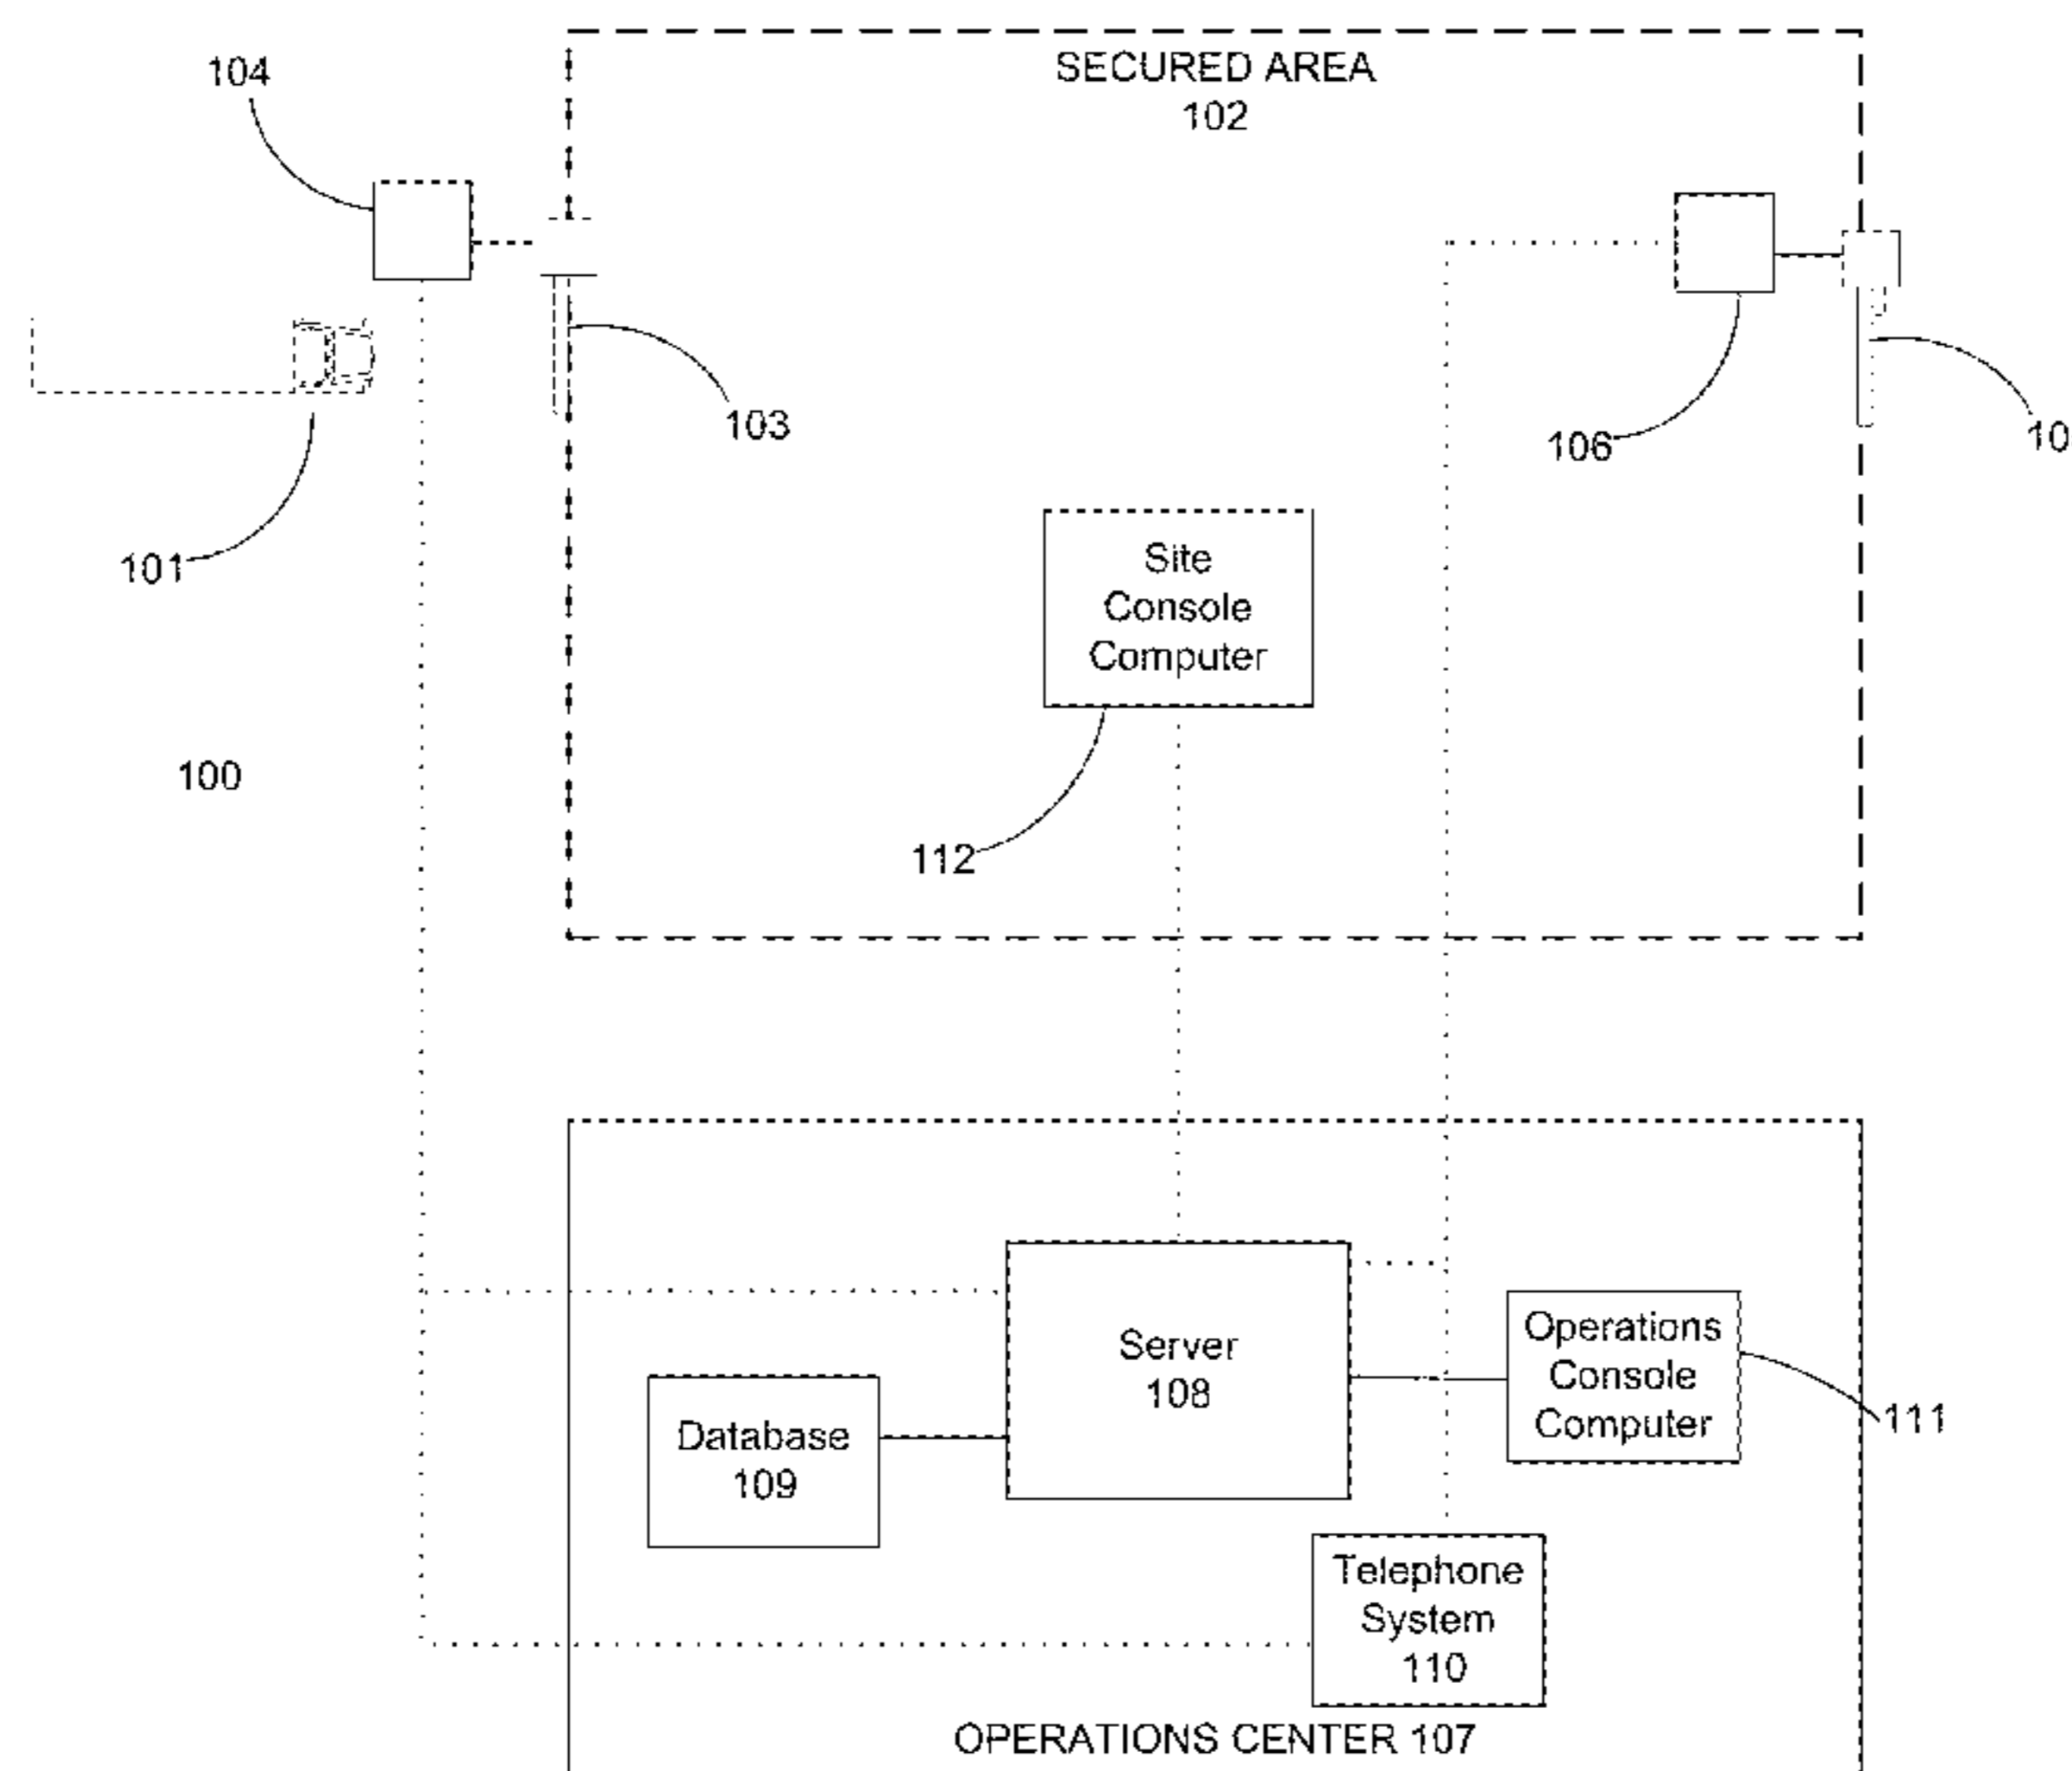 SECURED AREA
102
104
103
106
10
101
Site
Console
Computer
100
112
Server
108
Operations
Console
Computer
111
Database
109
Telephone
System
110
OPERATIONS CENTER 107